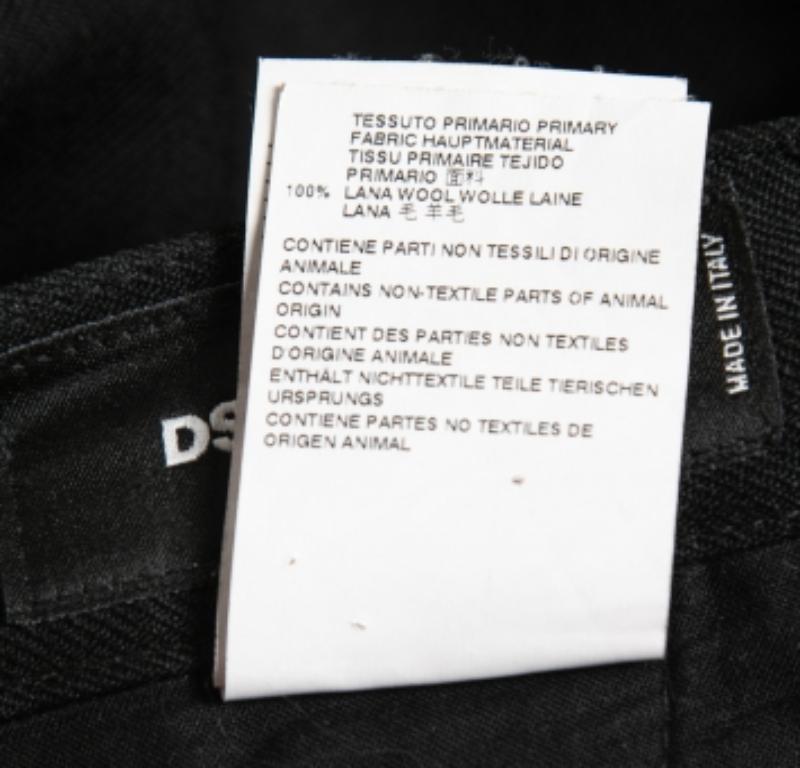 TESSUTO PRIMARIO PRIMARY
FABRIC HAUPTMATERIAL
TISSU PRIMAIRE TEJIDO
PRIMARIO 面料
100% LANA WOOL WOLLE LAINE
LANA 毛 羊毛
CONTIENE PARTI NON TESSILI DI ORIGINE
ANIMALE
CONTAINS NON-TEXTILE PARTS OF ANIMAL
ORIGIN
CONTIENT DES PARTIES NON TEXTILES
D'ORIGINE ANIMALE
ENTHÄLT NICHTTEXTILE TEILE TIERISCHEN
URSPRUNGS
CONTIENE PARTES NO TEXTILES DE
ORIGEN ANIMAL
MADE IN ITALY
DS